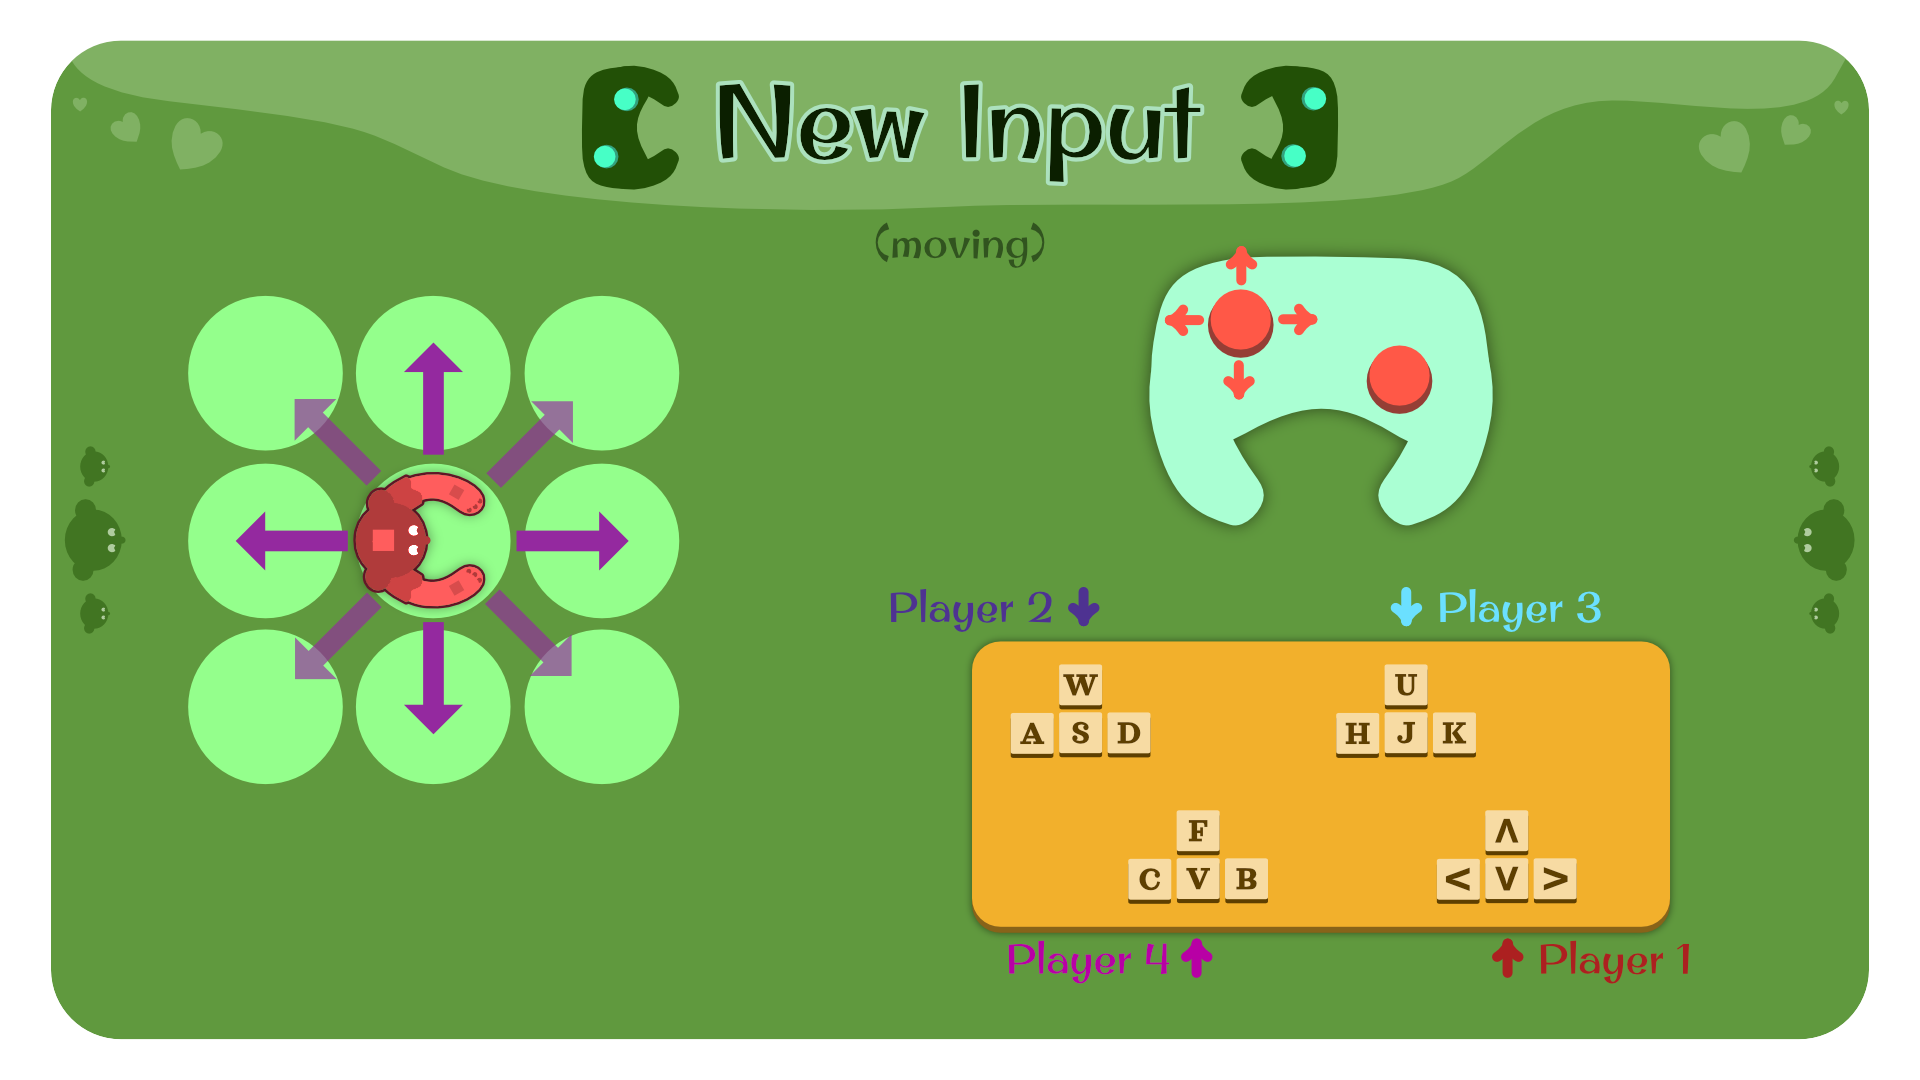 New Input
(moving)
Player 2
Player 3
W
A S D
U
H J K
F
C V B
Λ
< V >
Player 4
Player 1